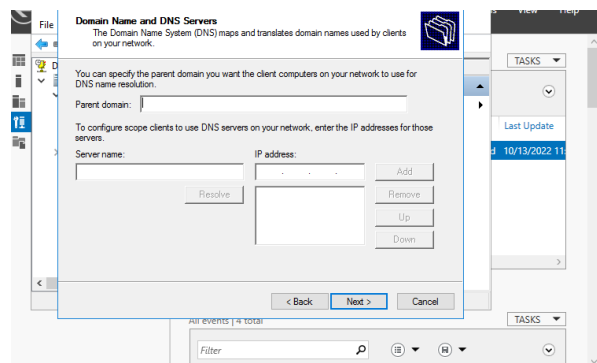 View Help
File
Domain Name and DNS Servers
The Domain Name System (DNS) maps and translates domain names used by clients
on your network.
TASKS
D
You can specify the parent domain you want the client computers on your network to use for
DNS name resolution.
Parent domain:
To configure scope clients to use DNS servers on your network, enter the IP addresses for those
servers.
Last Update
Server name:
IP address:
10/13/2022 11:
Add
Resolve
Remove
Up
Down
< Back
Next >
Cancel
All events | 4 total
TASKS
Filter